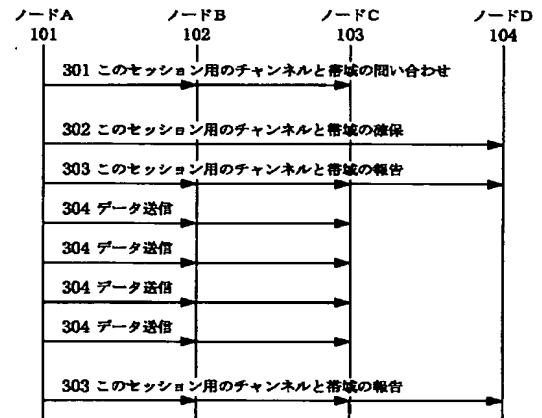 ノードA ノードB ノードC ノードD
101 102 103 104
301 このセッション用のチャンネルと帯域の問い合わせ
302 このセッション用のチャンネルと帯域の確保
303 このセッション用のチャンネルと帯域の報告
304 データ送信
304 データ送信
304 データ送信
304 データ送信
303 このセッション用のチャンネルと帯域の報告